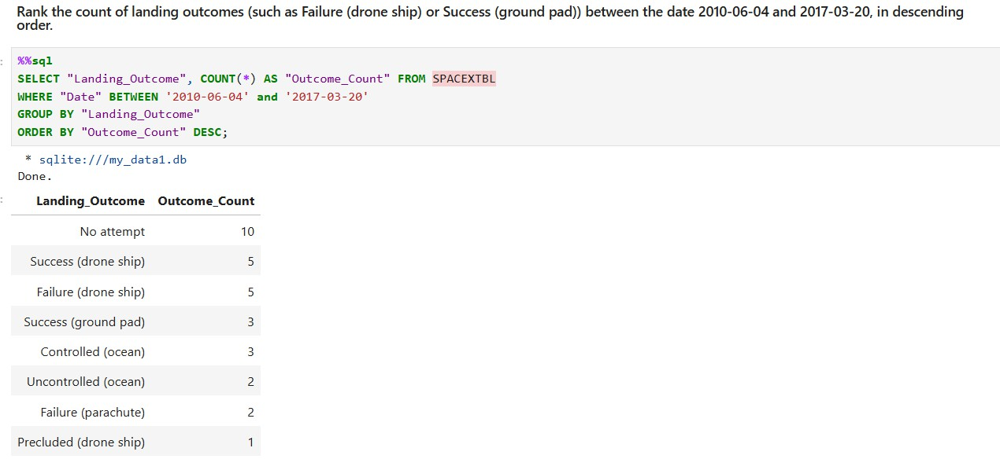 Rank the count of landing outcomes (such as Failure (drone ship) or Success (ground pad)) between the date 2010-06-04 and 2017-03-20, in descending
order.
:
%%sql
SELECT "Landing_Outcome", COUNT(*) AS "Outcome_Count" FROM SPACEXTBL
WHERE "Date" BETWEEN '2010-06-04' and '2017-03-20'
GROUP BY "Landing_Outcome"
ORDER BY "Outcome_Count" DESC;
* sqlite:///my_data1.db
Done.
:
Landing_Outcome Outcome_Count
No attempt 10
Success (drone ship) 5
Failure (drone ship) 5
Success (ground pad) 3
Controlled (ocean) 3
Uncontrolled (ocean) 2
Failure (parachute) 2
Precluded (drone ship) 1